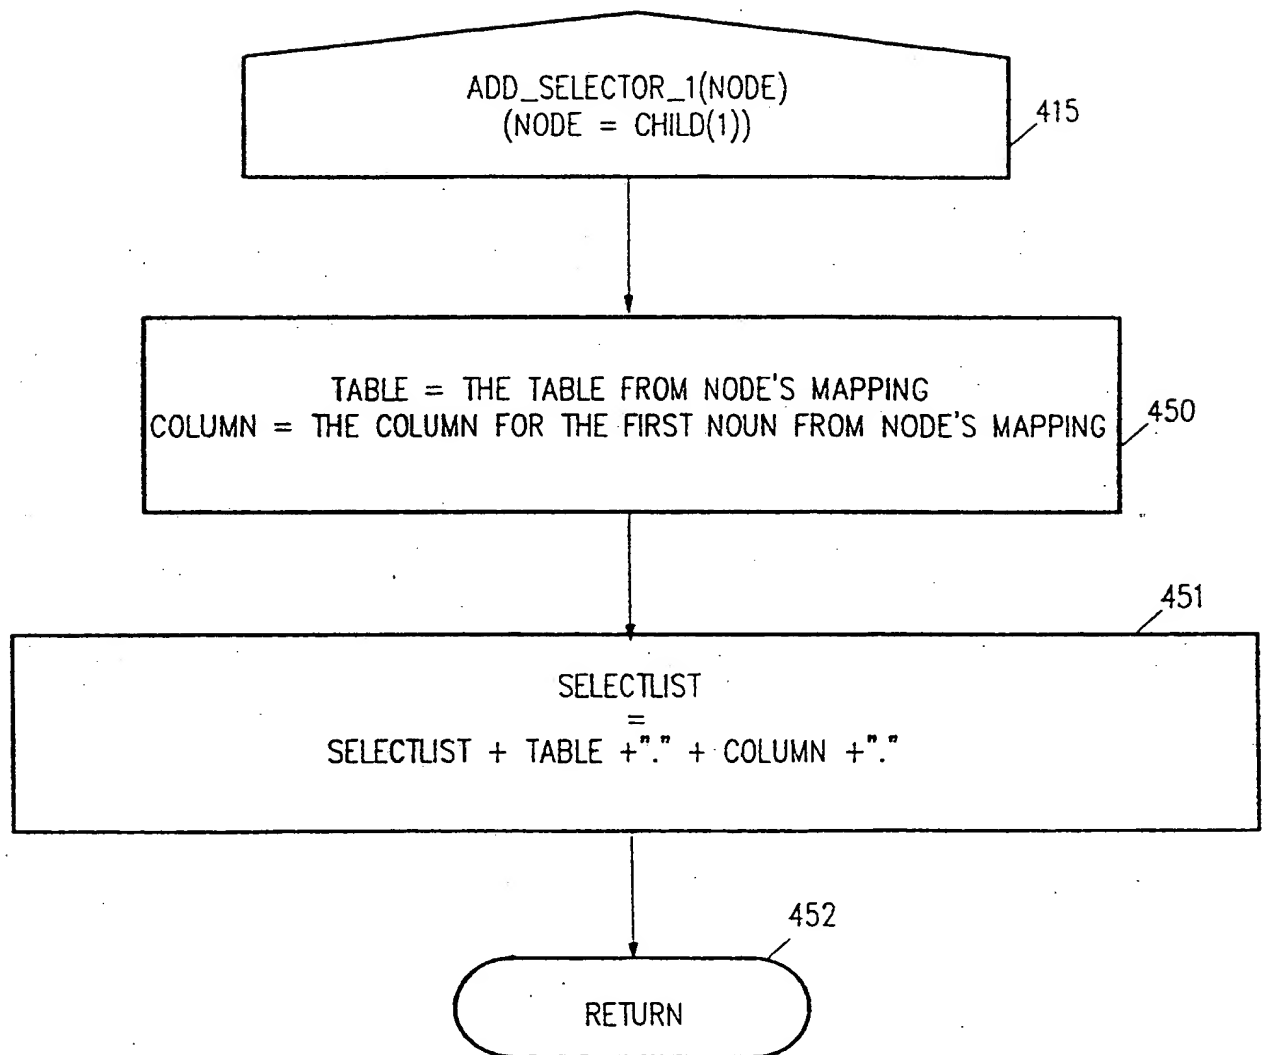 ADD_SELECTOR_1(NODE)
(NODE = CHILD(1))
415
TABLE = THE TABLE FROM NODE'S MAPPING
COLUMN = THE COLUMN FOR THE FIRST NOUN FROM NODE'S MAPPING
450
451
SELECTLIST
=
SELECTLIST + TABLE +"." + COLUMN +"."
452
RETURN